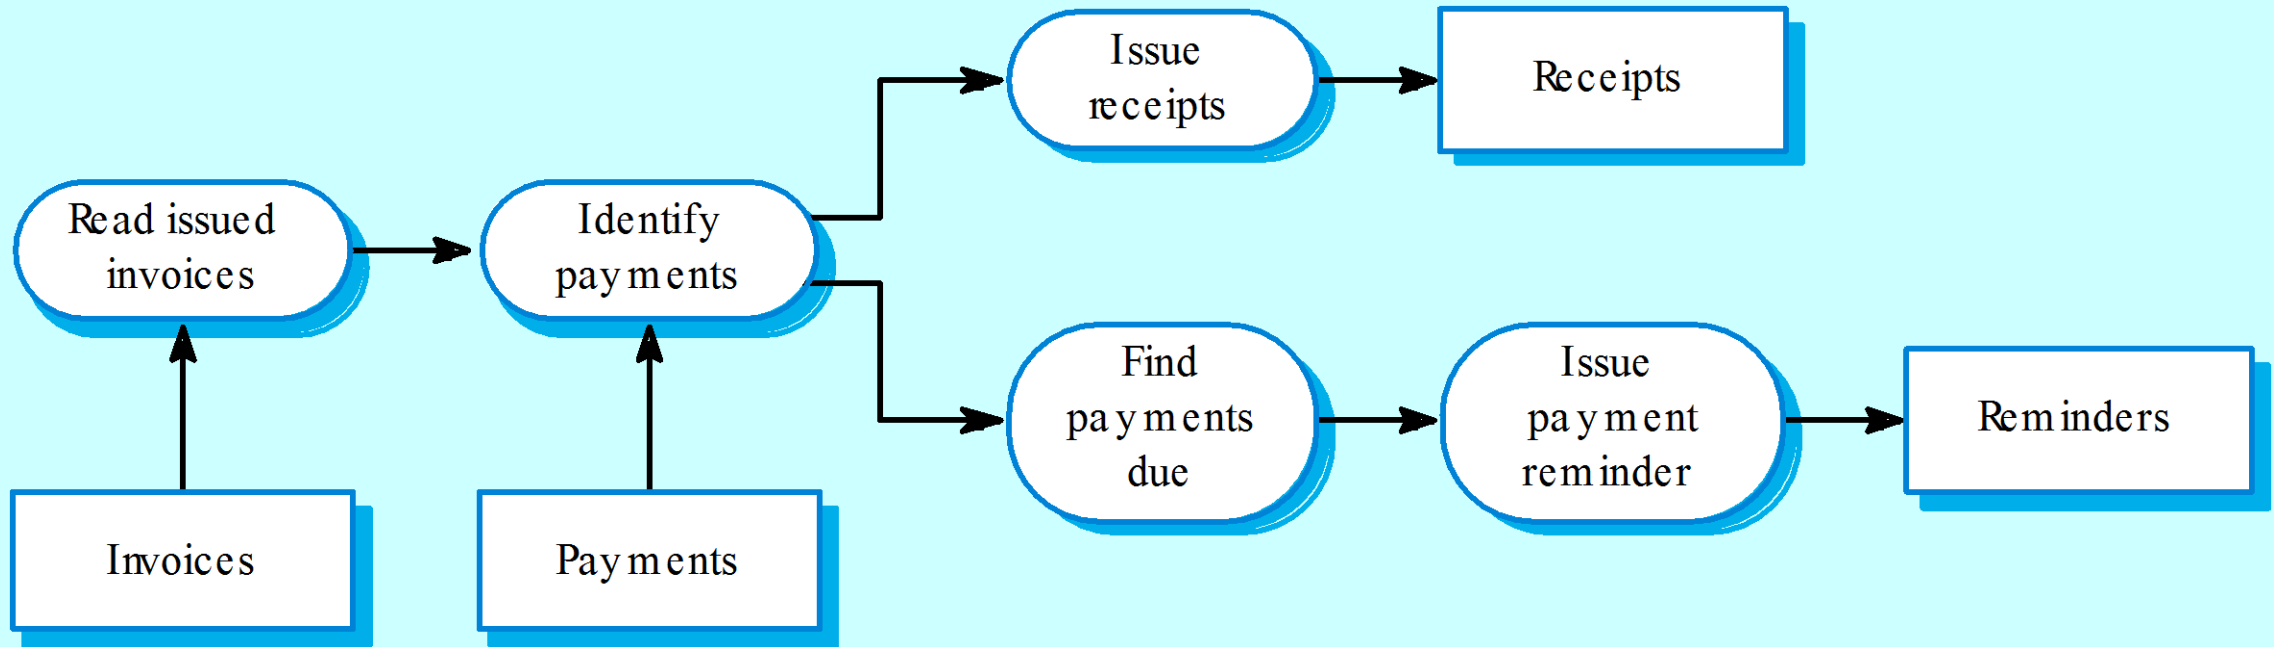 Issue
receipts
Receipts
Read issued
invoices
Identify
payments
Find
payments
due
Issue
payment
reminder
Reminders
Invoices
Payments